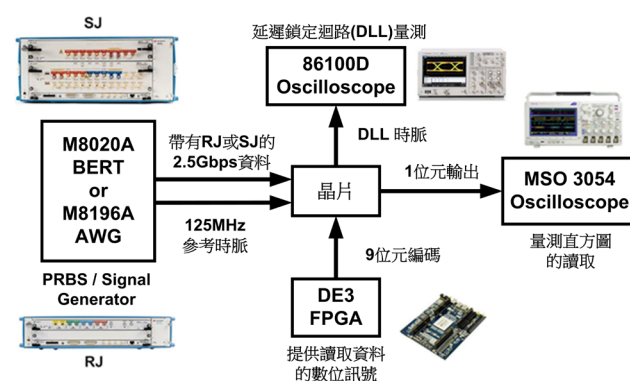 SJ
延遲鎖定迴路(DLL)量測
86100D
Oscilloscope
M8020A
BERT
or
M8196A
AWG
帶有RJ或SJ的
2.5Gbps資料
DLL 時脈
晶片
1位元輸出
MSO 3054
Oscilloscope
125MHz
參考時脈
量測直方圖
的讀取
9位元編碼
PRBS / Signal
Generator
DE3
FPGA
RJ
提供讀取資料
的數位訊號